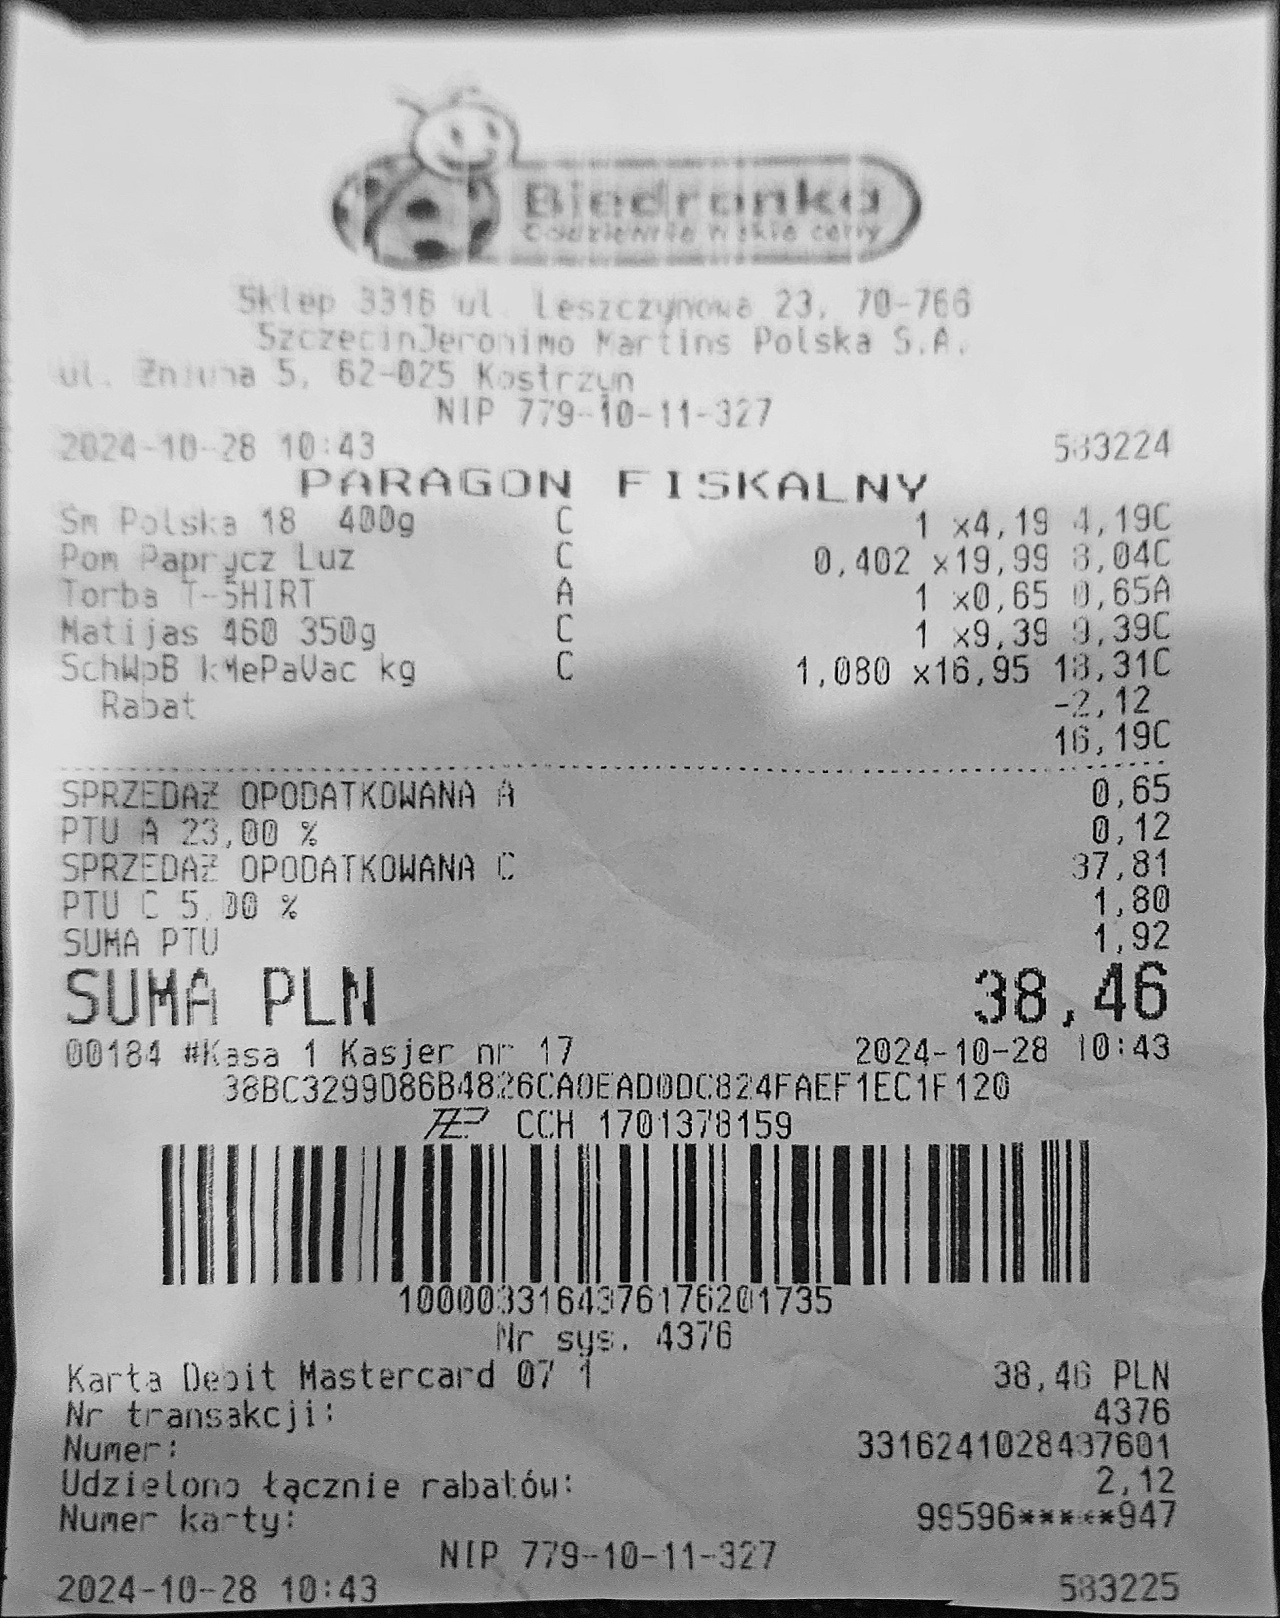 Biedronka
Codziennie niskie ceny
Sklep 3316 ul. Leszczynowa 23, 70-766
SzczecinJeronimo Martins Polska S.A.
ul. Żniwna 5, 62-025 Kostrzyn
NIP 779-10-11-327
2024-10-28 10:43 583224
PARAGON FISKALNY
Sm Polska 18 400g C 1 x4,19 4,19C
Pom Paprycz Luz C 0,402 x19,99 8,04C
Torba T-SHIRT A 1 x0,65 0,65A
Matijas 460 350g C 1 x9,39 9,39C
SchWpB kMePaVac kg C 1,080 x16,95 18,31C
Rabat -2,12
16,19C
SPRZEDAŻ OPODATKOWANA A 0,65
PTU A 23,00 % 0,12
SPRZEDAŻ OPODATKOWANA C 37,81
PTU C 5,00 % 1,80
SUMA PTU 1,92
SUMA PLN 38,46
00184 #Kasa 1 Kasjer nr 17 2024-10-28 10:43
38BC3299D86B4826CA0EAD0DC824FAEF1EC1F120
CCH 1701378159
1000033164376176201735
Nr sys. 4376
Karta Debit Mastercard 07 1 38,46 PLN
Nr transakcji: 4376
Numer: 3316241028437601
Udzielono łącznie rabatów: 2,12
Numer karty: 99596*****947
NIP 779-10-11-327
2024-10-28 10:43 583225